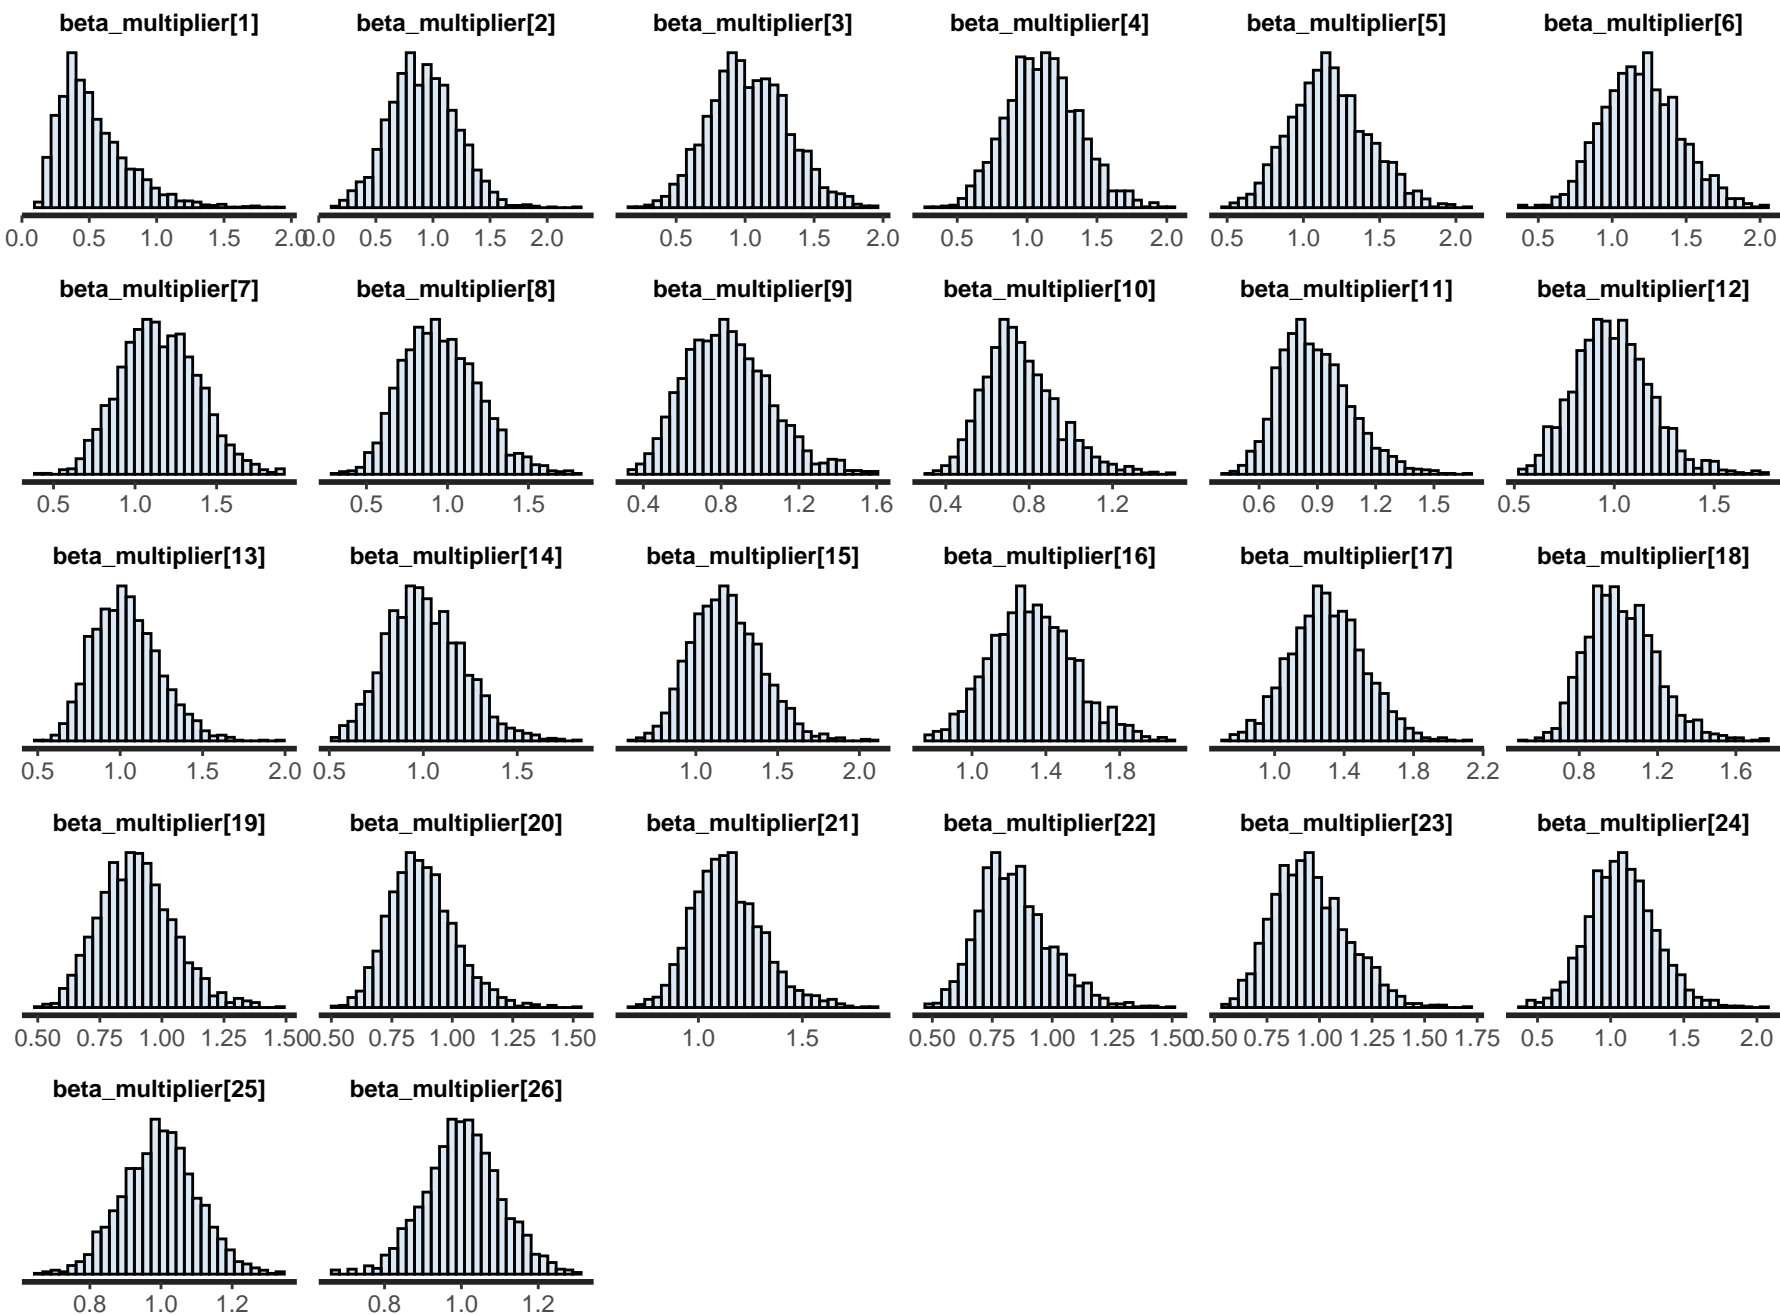 beta_multiplier[1] beta_multiplier[2] beta_multiplier[3] beta_multiplier[4] beta_multiplier[5] beta_multiplier[6]
0.0 0.5 1.0 1.5 2.0 0.0 0.5 1.0 1.5 2.0 0.5 1.0 1.5 2.0 0.5 1.0 1.5 2.0 0.5 1.0 1.5 2.0 0.5 1.0 1.5 2.0
beta_multiplier[7] beta_multiplier[8] beta_multiplier[9] beta_multiplier[10] beta_multiplier[11] beta_multiplier[12]
0.5 1.0 1.5 0.5 1.0 1.5 0.4 0.8 1.2 1.6 0.4 0.8 1.2 0.6 0.9 1.2 1.5 0.5 1.0 1.5
beta_multiplier[13] beta_multiplier[14] beta_multiplier[15] beta_multiplier[16] beta_multiplier[17] beta_multiplier[18]
0.5 1.0 1.5 2.0 0.5 1.0 1.5 1.0 1.5 2.0 1.0 1.4 1.8 1.0 1.4 1.8 2.2 0.8 1.2 1.6
beta_multiplier[19] beta_multiplier[20] beta_multiplier[21] beta_multiplier[22] beta_multiplier[23] beta_multiplier[24]
0.50 0.75 1.00 1.25 1.50 0.50 0.75 1.00 1.25 1.50 1.0 1.5 0.50 0.75 1.00 1.25 1.50 0.50 0.75 1.00 1.25 1.50 1.75 0.5 1.0 1.5 2.0
beta_multiplier[25] beta_multiplier[26]
0.8 1.0 1.2 0.8 1.0 1.2